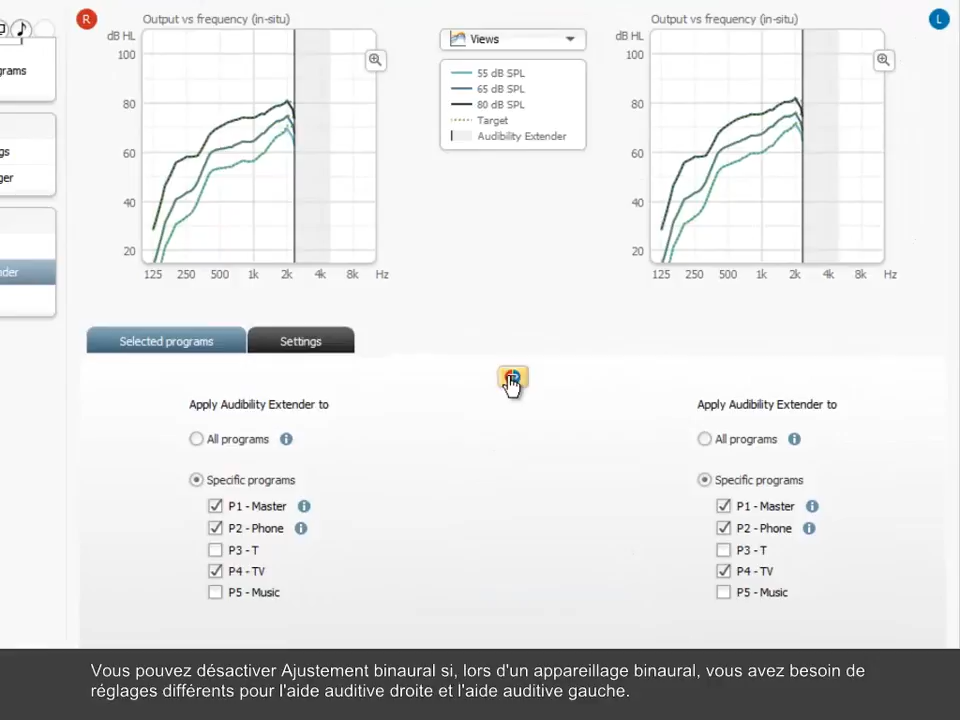 R
Output vs frequency (in-situ)
dB HL
100
80
60
40
20
125 250 500 1k 2k 4k 8k Hz
Views
55 dB SPL
65 dB SPL
80 dB SPL
Target
Audibility Extender
Output vs frequency (in-situ)
L
dB HL
100
80
60
40
20
125 250 500 1k 2k 4k 8k Hz
grams
gs
ger
nder
Selected programs
Settings
Apply Audibility Extender to
All programs
Specific programs
P1 - Master
P2 - Phone
P3 - T
P4 - TV
P5 - Music
Apply Audibility Extender to
All programs
Specific programs
P1 - Master
P2 - Phone
P3 - T
P4 - TV
P5 - Music
Vous pouvez désactiver Ajustement binaural si, lors d'un appareillage binaural, vous avez besoin de
réglages différents pour l'aide auditive droite et l'aide auditive gauche.